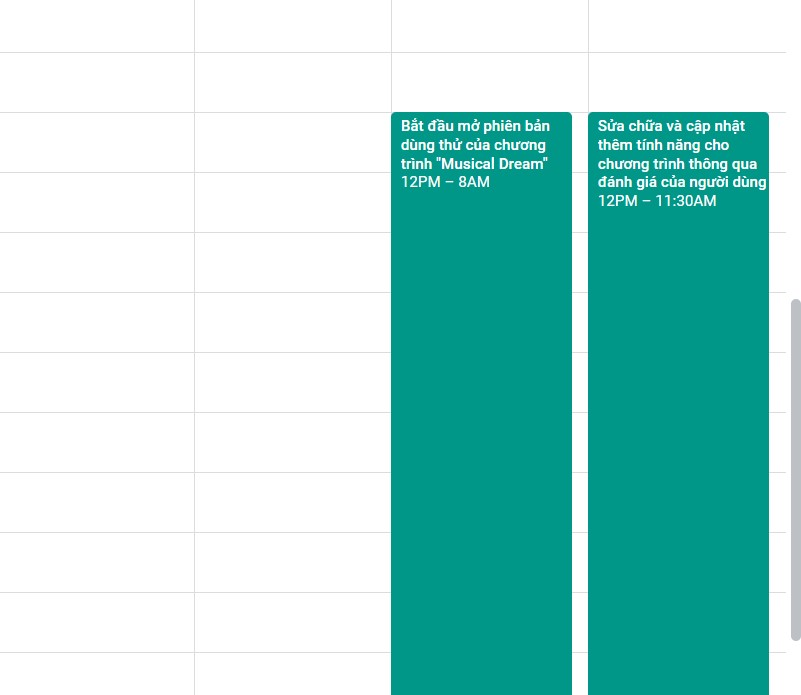 Bắt đầu mở phiên bản
dùng thử của chương
trình "Musical Dream"
12PM – 8AM
Sửa chữa và cập nhật
thêm tính năng cho
chương trình thông qua
đánh giá của người dùng
12PM – 11:30AM